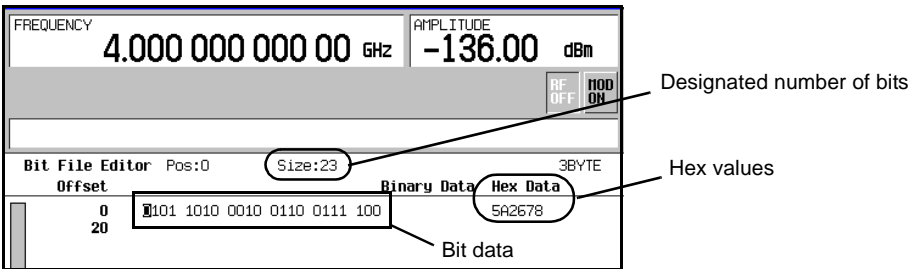 FREQUENCY AMPLITUDE
4.000 000 000 00 GHz -136.00 dBm
RF OFF MOD ON
Designated number of bits
Bit File Editor Pos:0 Size:23 3BYTE
Hex values
Offset Binary Data Hex Data
0 0101 1010 0010 0110 0111 100 5A2678
20
Bit data